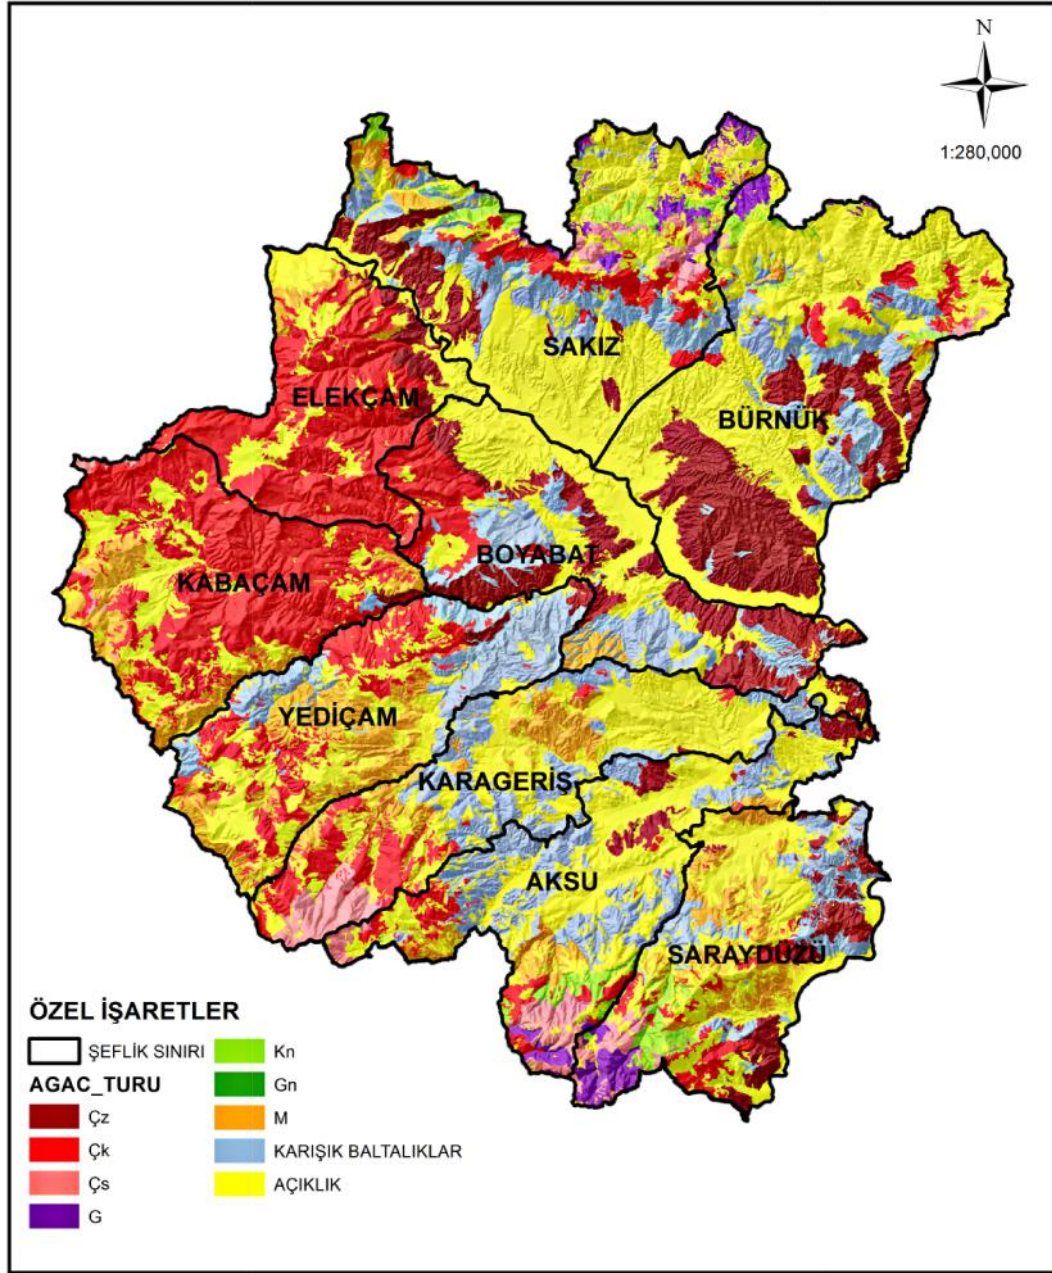 N
1:280,000
SAKIZ
ELEKÇAM
BÜRNÜK
BOYABAT
KABAÇAM
YEDİÇAM
KARAGERİŞ
AKSU
SARAYDÜZÜ
ÖZEL İŞARETLER
ŞEFLİK SINIRI
AGAC_TURU
Çz
Çk
Çs
G
Kn
Gn
M
KARIŞIK BALTALIKLAR
AÇIKLIK